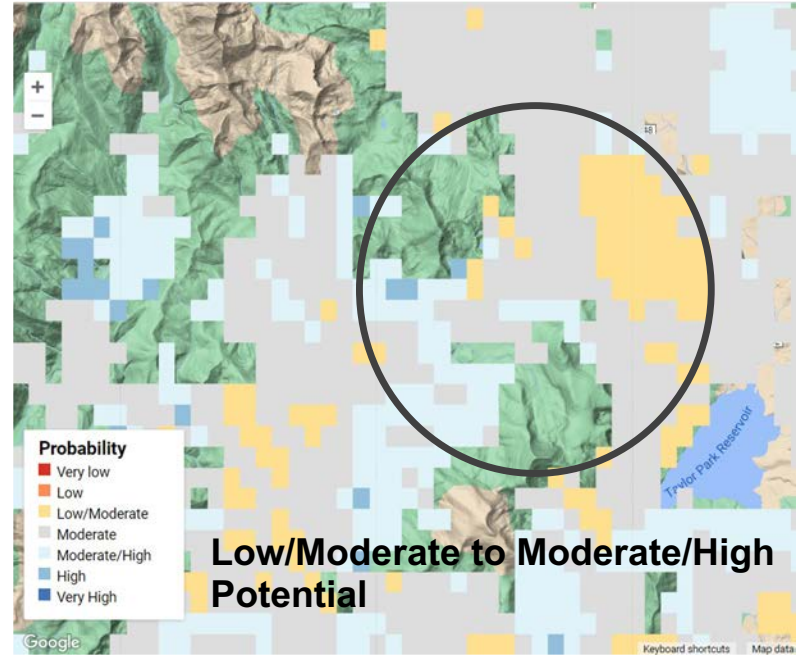 +
−
48
Taylor Park Reservoir
Probability
Very low
Low
Low/Moderate
Moderate
Moderate/High
High
Very High
Low/Moderate to Moderate/High
Potential
Google
Keyboard shortcuts
Map data